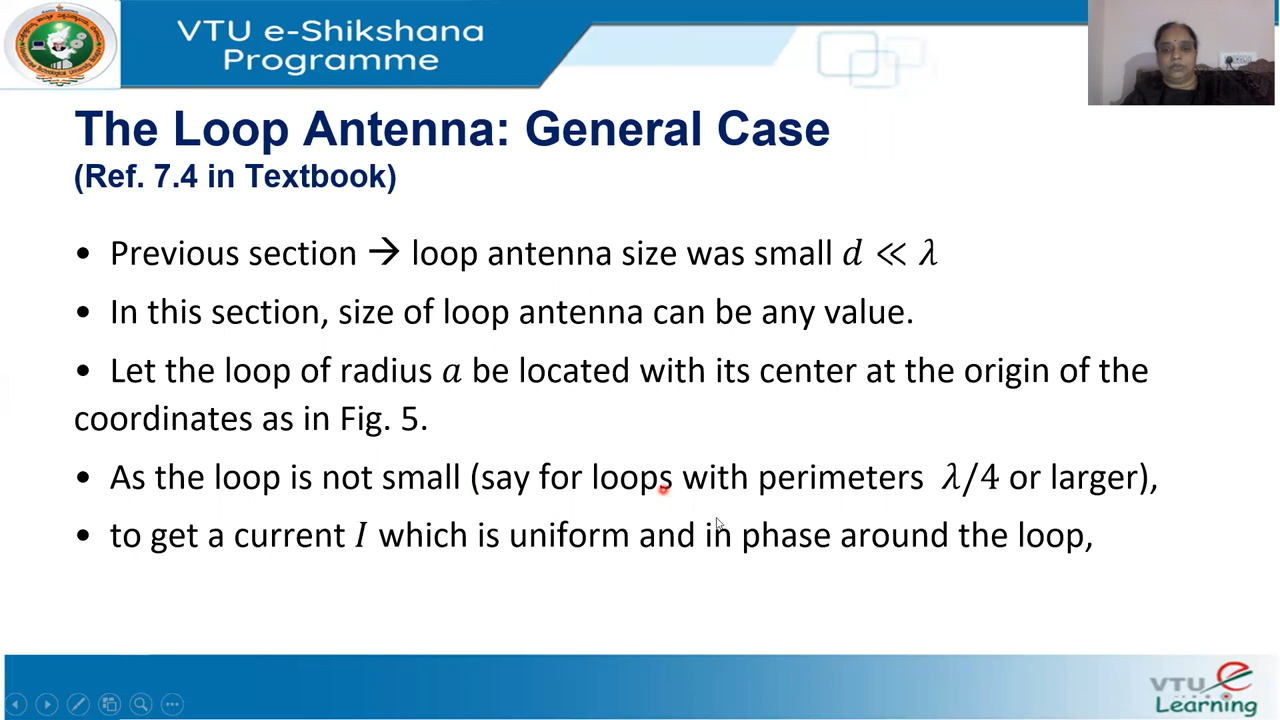 VTU e-Shikshana
Programme
The Loop Antenna: General Case
(Ref. 7.4 in Textbook)
• Previous section → loop antenna size was small d ≪ λ
• In this section, size of loop antenna can be any value.
• Let the loop of radius a be located with its center at the origin of the
coordinates as in Fig. 5.
• As the loop is not small (say for loops with perimeters λ/4 or larger),
• to get a current I which is uniform and in phase around the loop,
VTU e
Learning